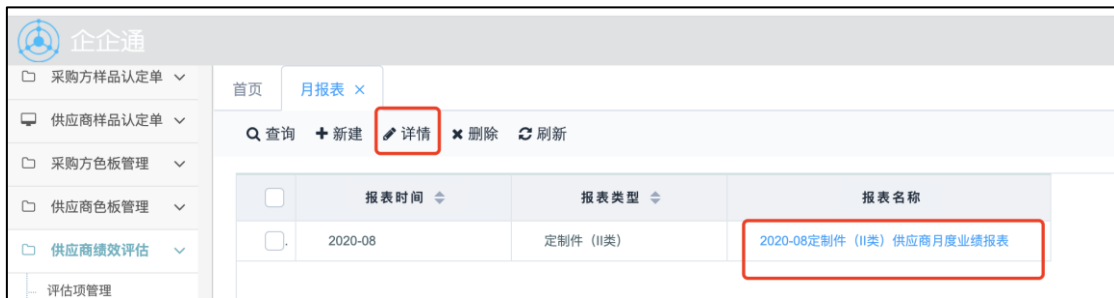 企企通
采购方样品认定单
供应商样品认定单
采购方色板管理
供应商色板管理
供应商绩效评估
评估项管理
首页 月报表 ×
查询 新建 详情 删除 刷新
报表时间 报表类型 报表名称
2020-08 定制件（II类） 2020-08定制件（II类）供应商月度业绩报表